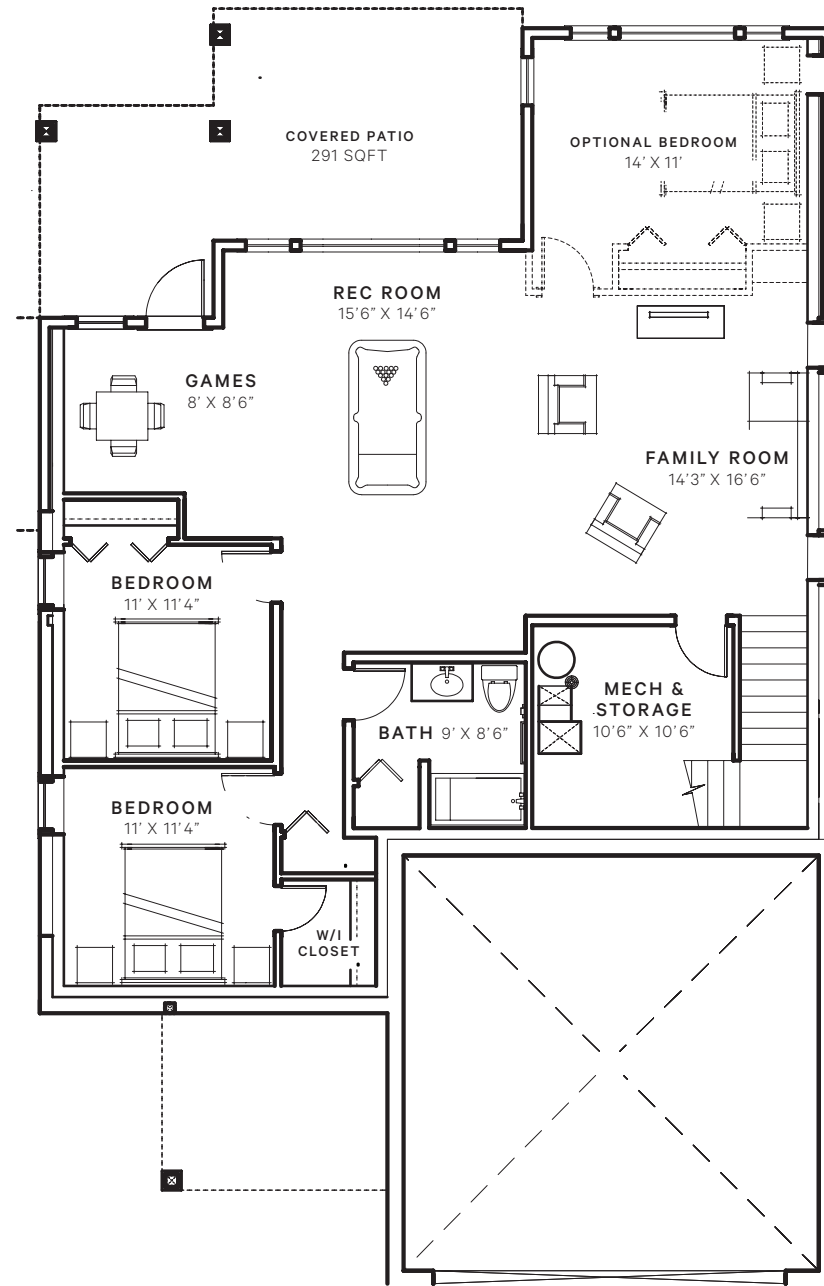 COVERED PATIO
291 SQFT
OPTIONAL BEDROOM
14' X 11'
REC ROOM
15'6" X 14'6"
GAMES
8' X 8'6"
FAMILY ROOM
14'3" X 16'6"
BEDROOM
11' X 11'4"
MECH &
STORAGE
10'6" X 10'6"
BATH 9' X 8'6"
BEDROOM
11' X 11'4"
W/I
CLOSET